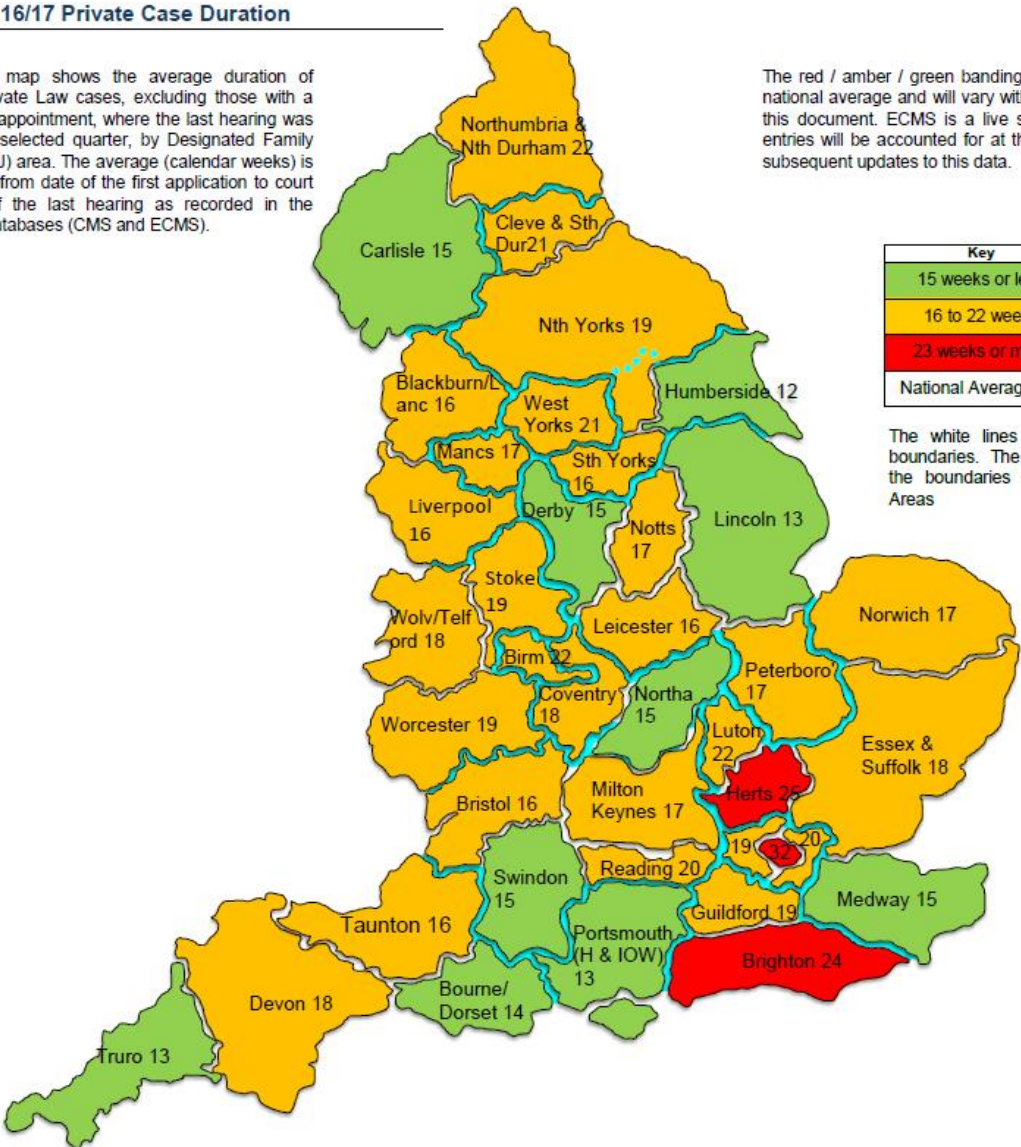 16/17 Private Case Duration
map shows the average duration of
vate Law cases, excluding those with a
appointment, where the last hearing was
selected quarter, by Designated Family
J) area. The average (calendar weeks) is
from date of the first application to court
f the last hearing as recorded in the
tabases (CMS and ECMS).
The red / amber / green banding
national average and will vary wit
this document. ECMS is a live s
entries will be accounted for at th
subsequent updates to this data.
Key
15 weeks or le
16 to 22 wee
23 weeks or m
National Averag
The white lines
boundaries. The
the boundaries
Areas
Northumbria &
Nth Durham 22
Cleve & Sth
Dur21
Carlisle 15
Nth Yorks 19
Humberside 12
Blackburn/L
anc 16
West
Yorks 21
Mancs 17
Sth Yorks
16
Liverpool
16
Derby 15
Notts
17
Lincoln 13
Stoke
19
Wolv/Telf
ord 18
Leicester 16
Norwich 17
Birm 22
Peterboro'
17
Coventry
18
Northa
15
Worcester 19
Luton
22
Essex &
Suffolk 18
Bristol 16
Milton
Keynes 17
Herts 25
19
32
20
Reading 20
Swindon
15
Medway 15
Guildford 19
Taunton 16
Portsmouth
(H & IOW)
13
Brighton 24
Bourne/
Dorset 14
Devon 18
Truro 13